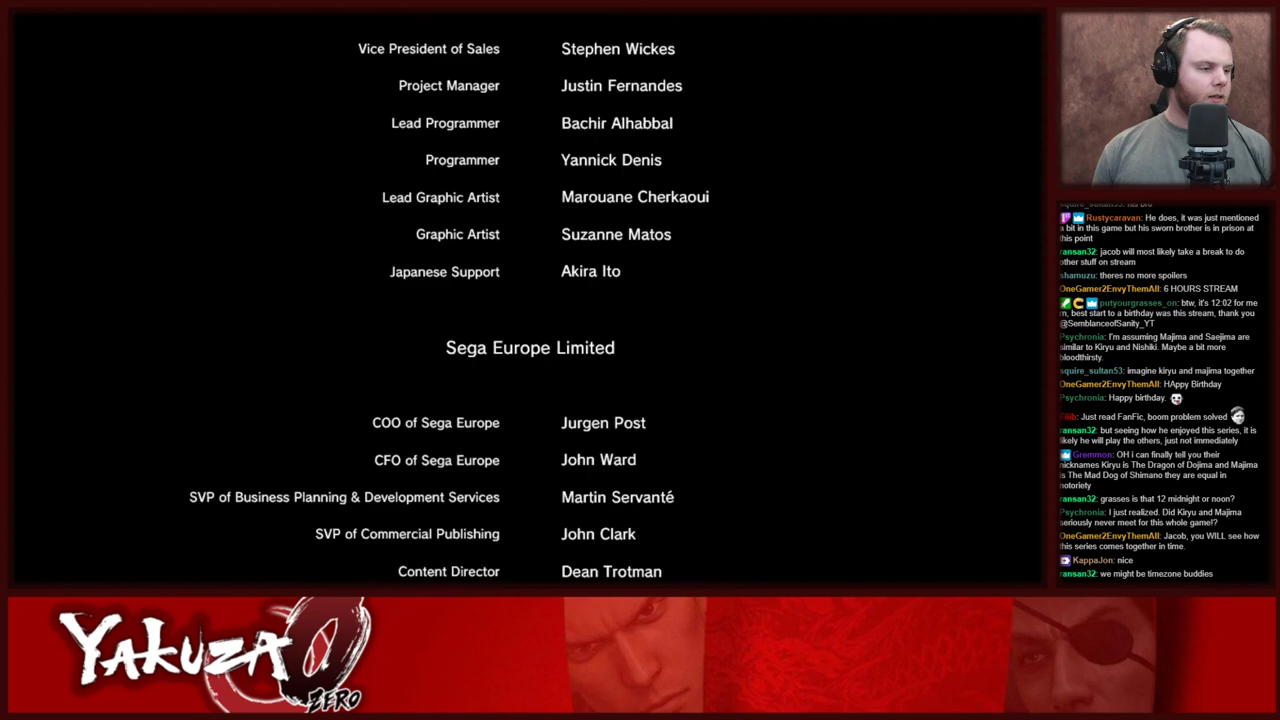 Vice President of Sales Stephen Wickes
Project Manager Justin Fernandes
Lead Programmer Bachir Alhabbal
Programmer Yannick Denis
Lead Graphic Artist Marouane Cherkaoui
Graphic Artist Suzanne Matos
Japanese Support Akira Ito
Sega Europe Limited
COO of Sega Europe Jurgen Post
CFO of Sega Europe John Ward
SVP of Business Planning & Development Services Martin Servanté
SVP of Commercial Publishing John Clark
Content Director Dean Trotman
squire_sultan53: his bro
Rustycaravan: He does, it was just mentioned
a bit in this game but his sworn brother is in prison at
this point
ransan32: jacob will most likely take a break to do
other stuff on stream
shamuzu: theres no more spoilers
OneGamer2EnvyThemAll: 6 HOURS STREAM
putyourgrasses_on: btw, it's 12:02 for me
rn, best start to a birthday was this stream, thank you
@SemblanceofSanity_YT
Psychronia: I'm assuming Majima and Saejima are
similar to Kiryu and Nishiki. Maybe a bit more
bloodthirsty.
squire_sultan53: imagine kiryu and majima together
OneGamer2EnvyThemAll: HAppy Birthday
Psychronia: Happy birthday.
Fiiib: Just read FanFic, boom problem solved
ransan32: but seeing how he enjoyed this series, it is
likely he will play the others, just not immediately
Gremmon: OH i can finally tell you their
nicknames Kiryu is The Dragon of Dojima and Majima
is The Mad Dog of Shimano they are equal in
notoriety
ransan32: grasses is that 12 midnight or noon?
Psychronia: I just realized. Did Kiryu and Majima
seriously never meet for this whole game!?
OneGamer2EnvyThemAll: Jacob, you WILL see how
this series comes together in time.
KappaJon: nice
ransan32: we might be timezone buddies
YAKUZA 0
ZERO